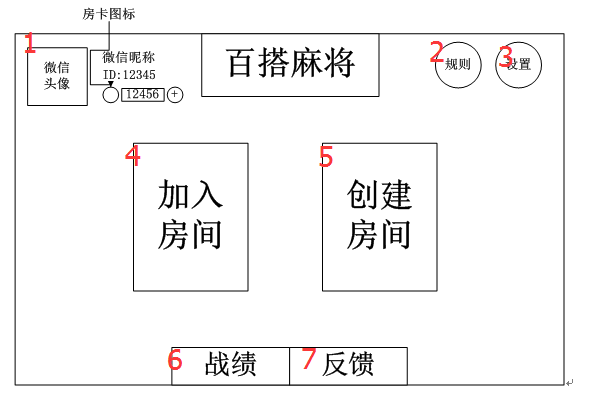 房卡图标
1
微信
头像
微信昵称
ID:12345
12456
+
百搭麻将
2
规则
3
设置
4
加入
房间
5
创建
房间
6
战绩
7
反馈